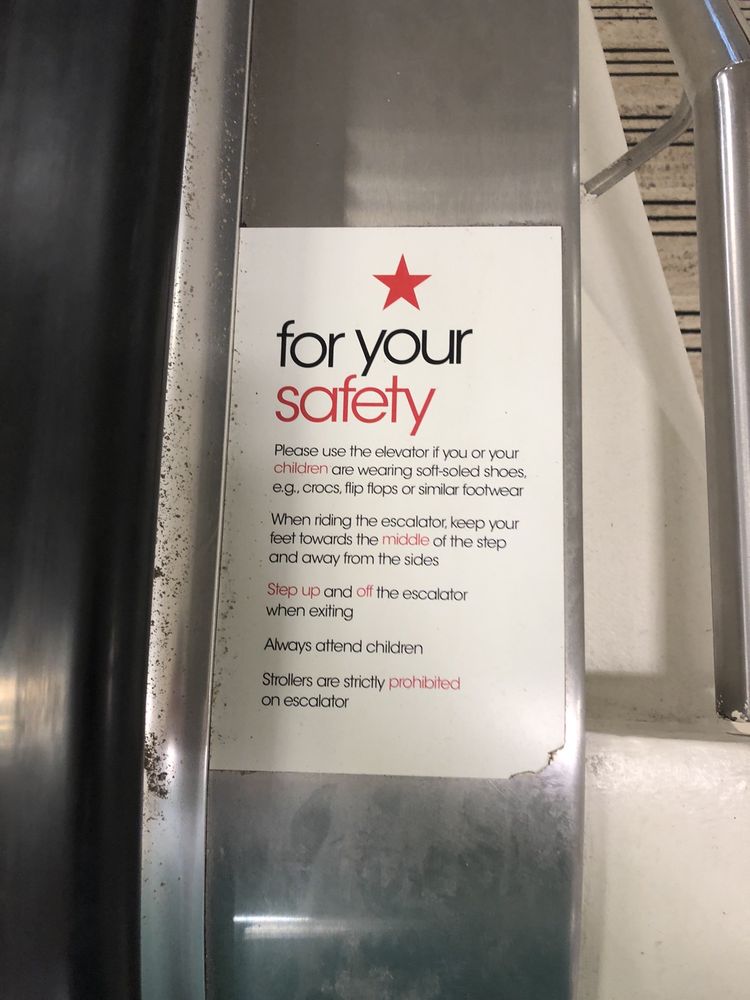 for your
safety
Please use the elevator if you or your
children are wearing soft-soled shoes,
e.g., crocs, flip flops or similar footwear
When riding the escalator, keep your
feet towards the middle of the step
and away from the sides
Step up and off the escalator
when exiting
Always attend children
Strollers are strictly prohibited
on escalator